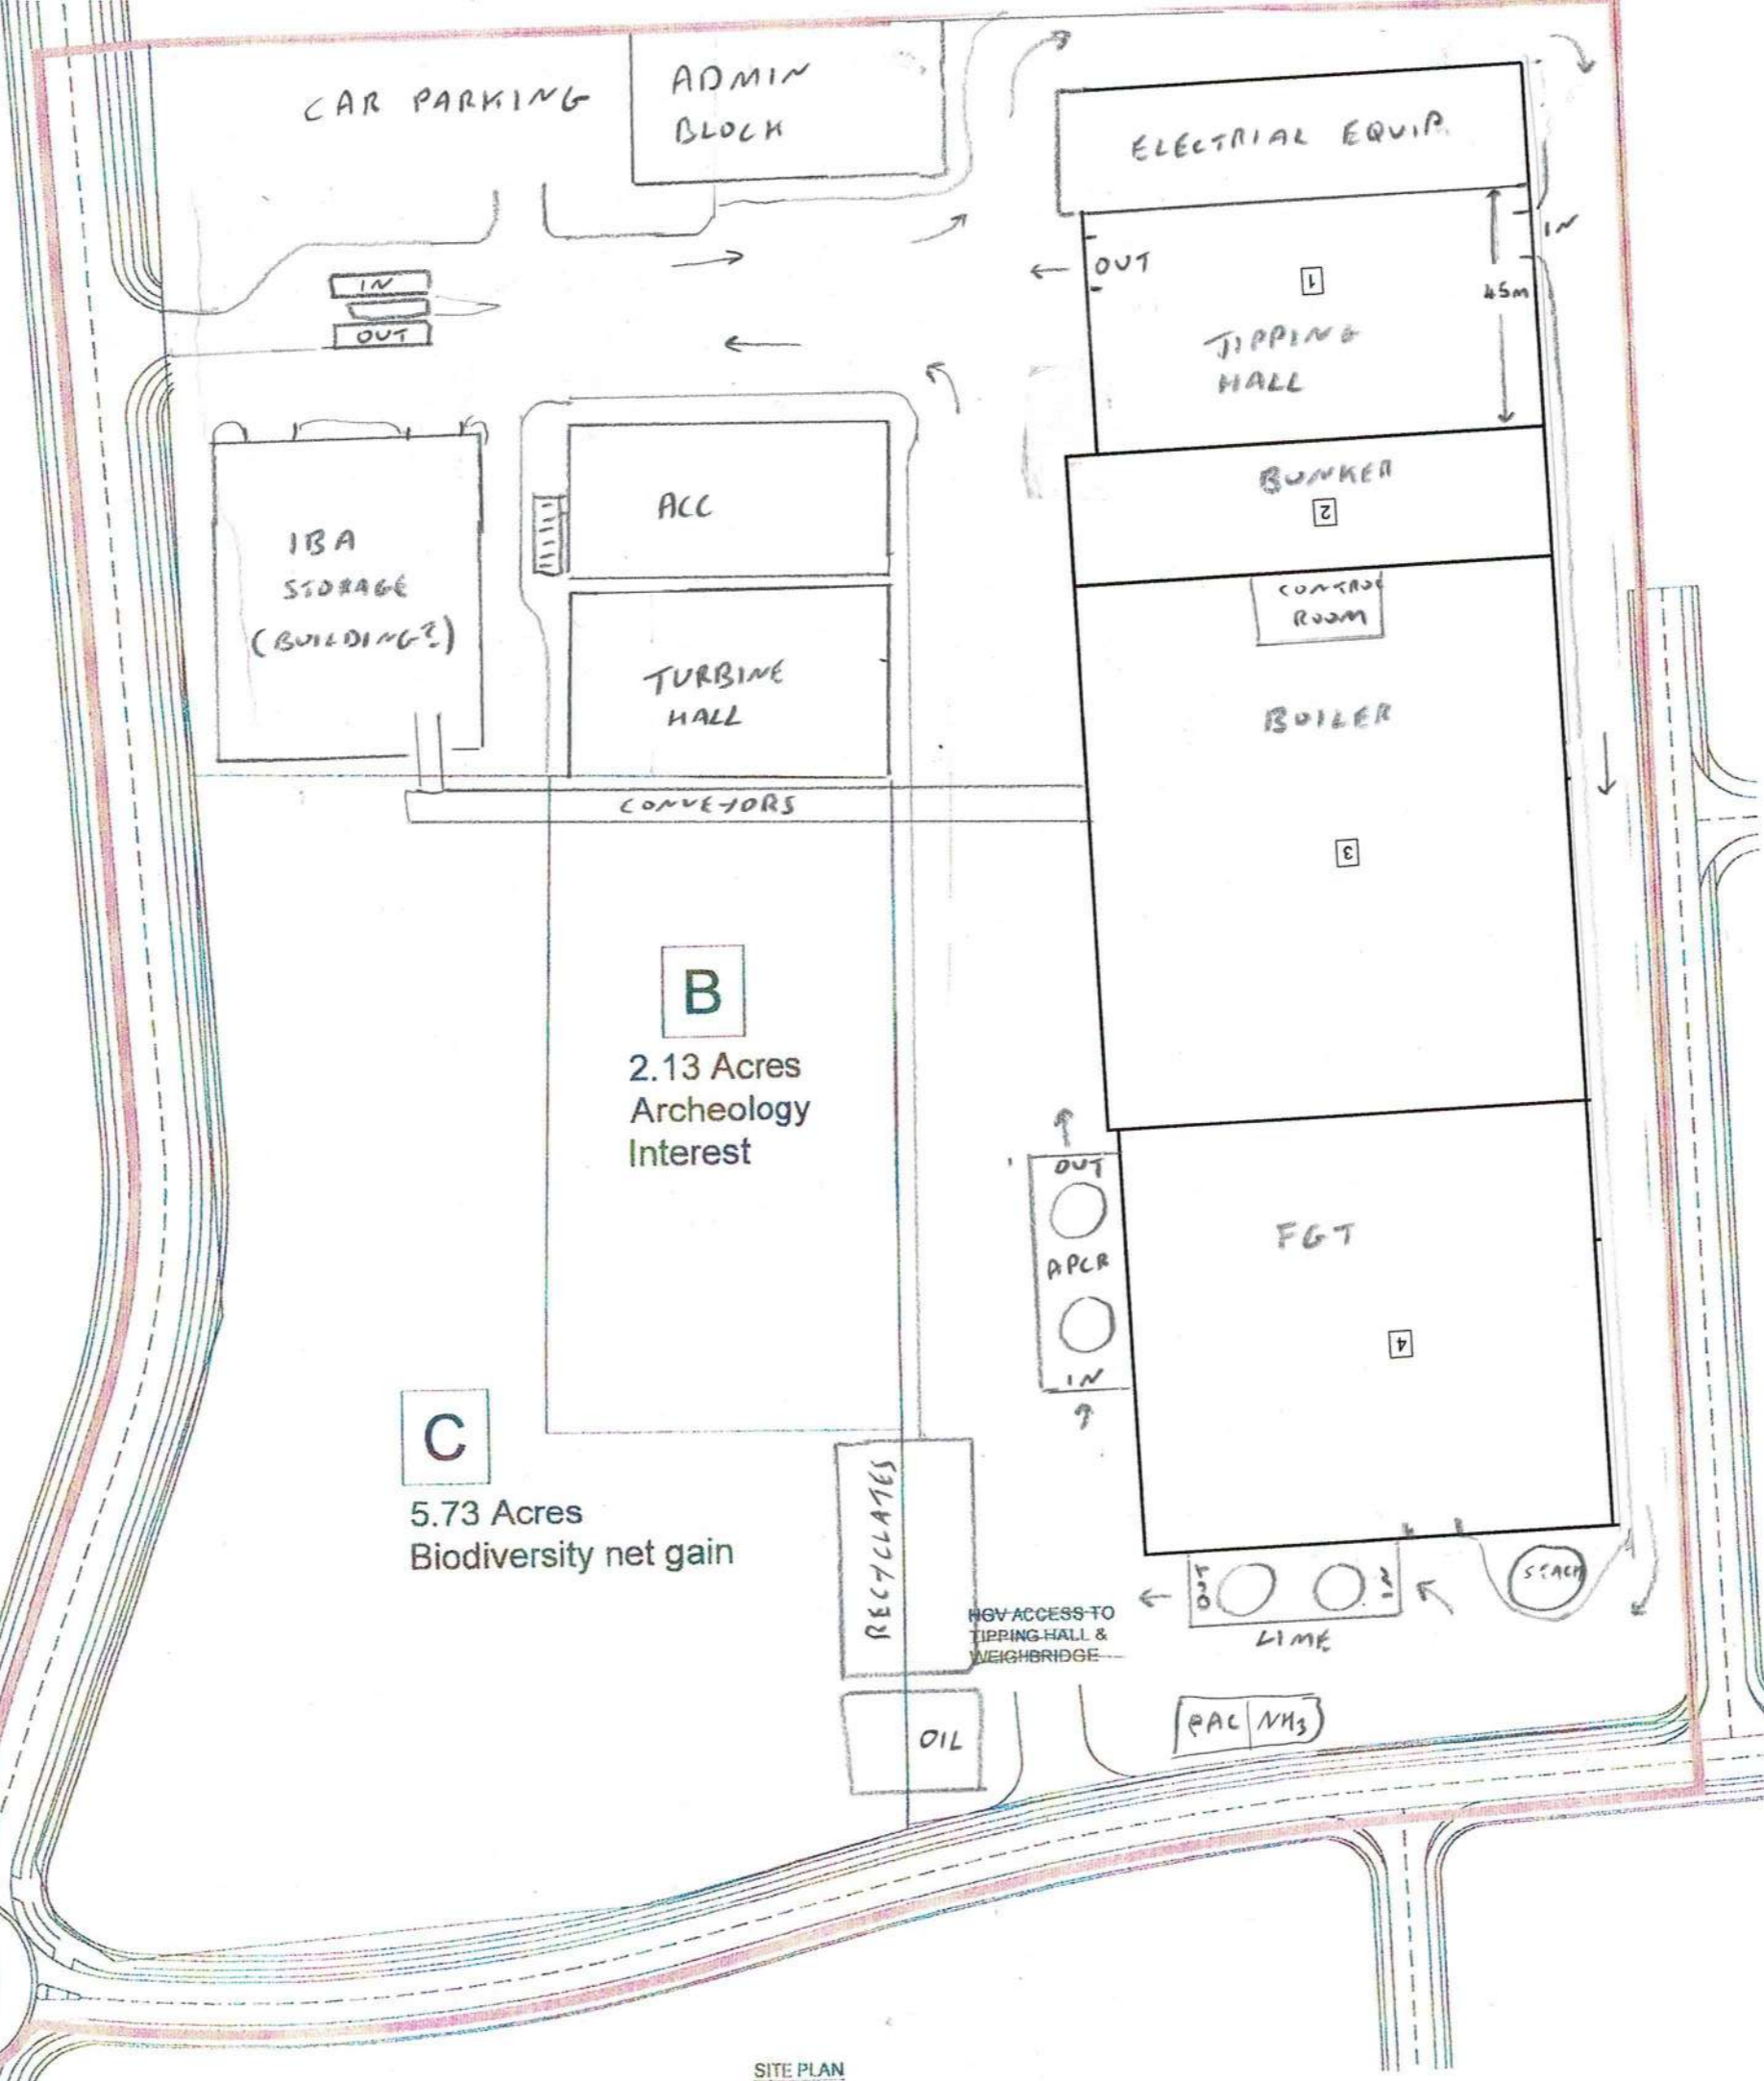 CAR PARKING
ADMIN
BLOCK
ELECTRIAL EQUIP.
IN
OUT
OUT
1
45m
IN
TIPPING
HALL
BUNKER
2
ACC
IBA
STORAGE
(BUILDING?)
CONTROL
ROOM
TURBINE
HALL
BOILER
CONVEYORS
3
B
2.13 Acres
Archeology
Interest
OUT
APCR
IN
FGT
4
C
5.73 Acres
Biodiversity net gain
RECYCLATES
HGV ACCESS TO
TIPPING HALL &
WEIGHBRIDGE
OUT
IN
LIME
STACK
OIL
PAC NH3
SITE PLAN